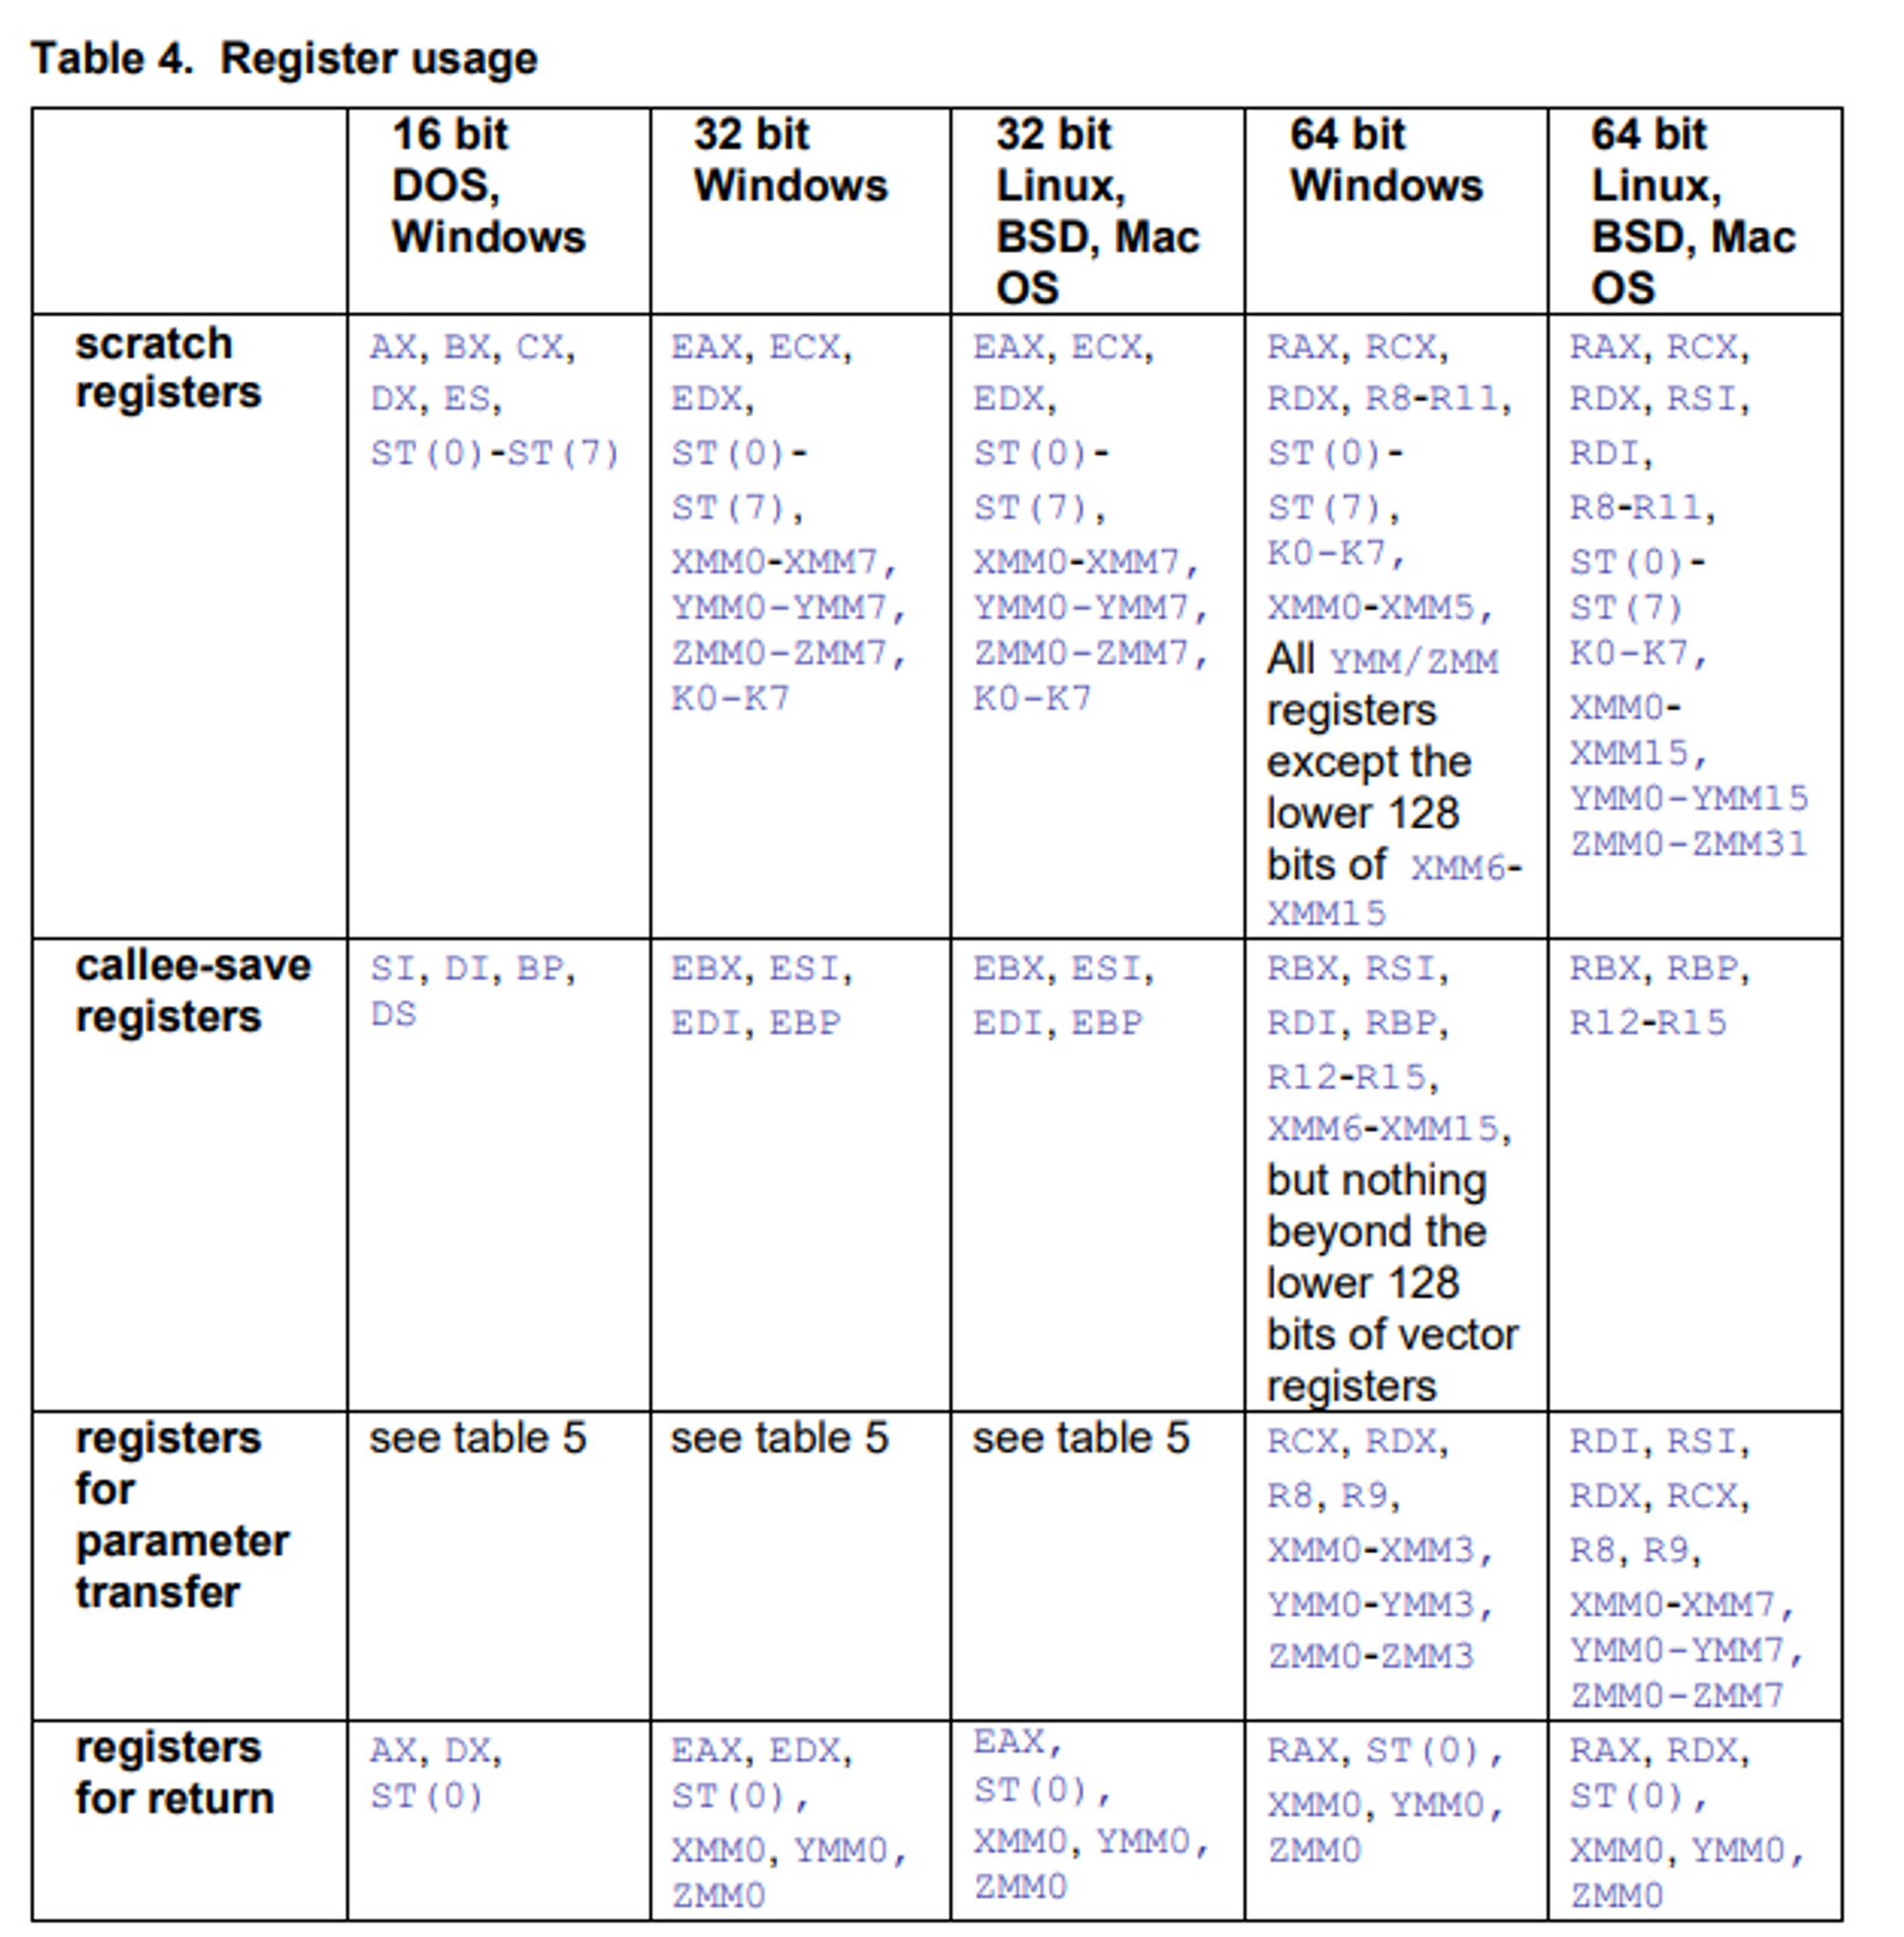 Table 4. Register usage
16 bit
DOS,
Windows
32 bit
Windows
32 bit
Linux,
BSD, Mac
OS
64 bit
Windows
64 bit
Linux,
BSD, Mac
OS
scratch
registers
AX, BX, CX,
DX, ES,
ST(0)-ST(7)
EAX, ECX,
EDX,
ST(0)-
ST(7),
XMM0-XMM7,
YMM0-YMM7,
ZMM0-ZMM7,
K0-K7
EAX, ECX,
EDX,
ST(0)-
ST(7),
XMM0-XMM7,
YMM0-YMM7,
ZMM0-ZMM7,
K0-K7
RAX, RCX,
RDX, R8-R11,
ST(0)-
ST(7),
K0-K7,
XMM0-XMM5,
All YMM/ZMM
registers
except the
lower 128
bits of XMM6-
XMM15
RAX, RCX,
RDX, RSI,
RDI,
R8-R11,
ST(0)-
ST(7)
K0-K7,
XMM0-
XMM15,
YMM0-YMM15
ZMM0-ZMM31
callee-save
registers
SI, DI, BP,
DS
EBX, ESI,
EDI, EBP
EBX, ESI,
EDI, EBP
RBX, RSI,
RDI, RBP,
R12-R15,
XMM6-XMM15,
but nothing
beyond the
lower 128
bits of vector
registers
RBX, RBP,
R12-R15
registers
for
parameter
transfer
see table 5
see table 5
see table 5
RCX, RDX,
R8, R9,
XMM0-XMM3,
YMM0-YMM3,
ZMM0-ZMM3
RDI, RSI,
RDX, RCX,
R8, R9,
XMM0-XMM7,
YMM0-YMM7,
ZMM0-ZMM7
registers
for return
AX, DX,
ST(0)
EAX, EDX,
ST(0),
XMM0, YMM0,
ZMM0
EAX,
ST(0),
XMM0, YMM0,
ZMM0
RAX, ST(0),
XMM0, YMM0,
ZMM0
RAX, RDX,
ST(0),
XMM0, YMM0,
ZMM0